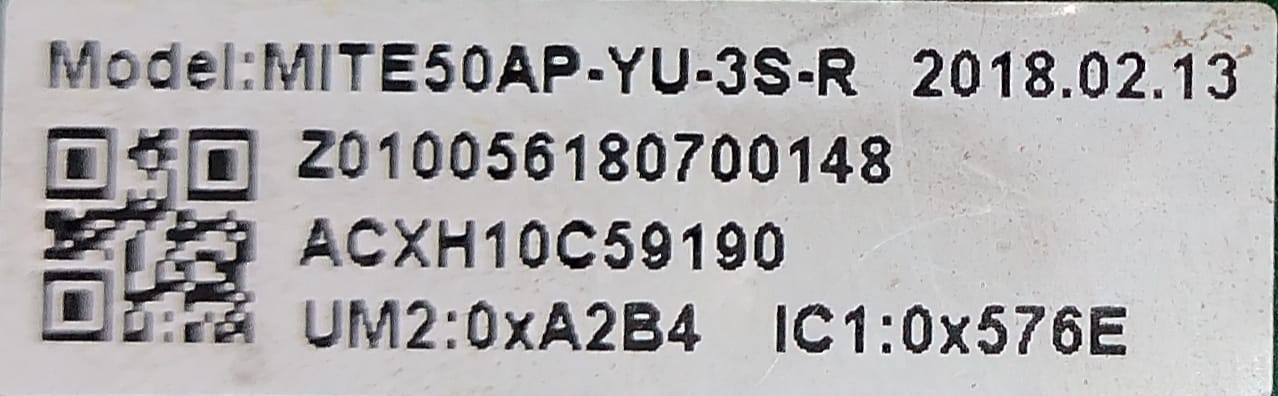 Model:MITE50AP-YU-3S-R 2018.02.13
Z010056180700148
ACXH10C59190
UM2:0xA2B4 IC1:0x576E